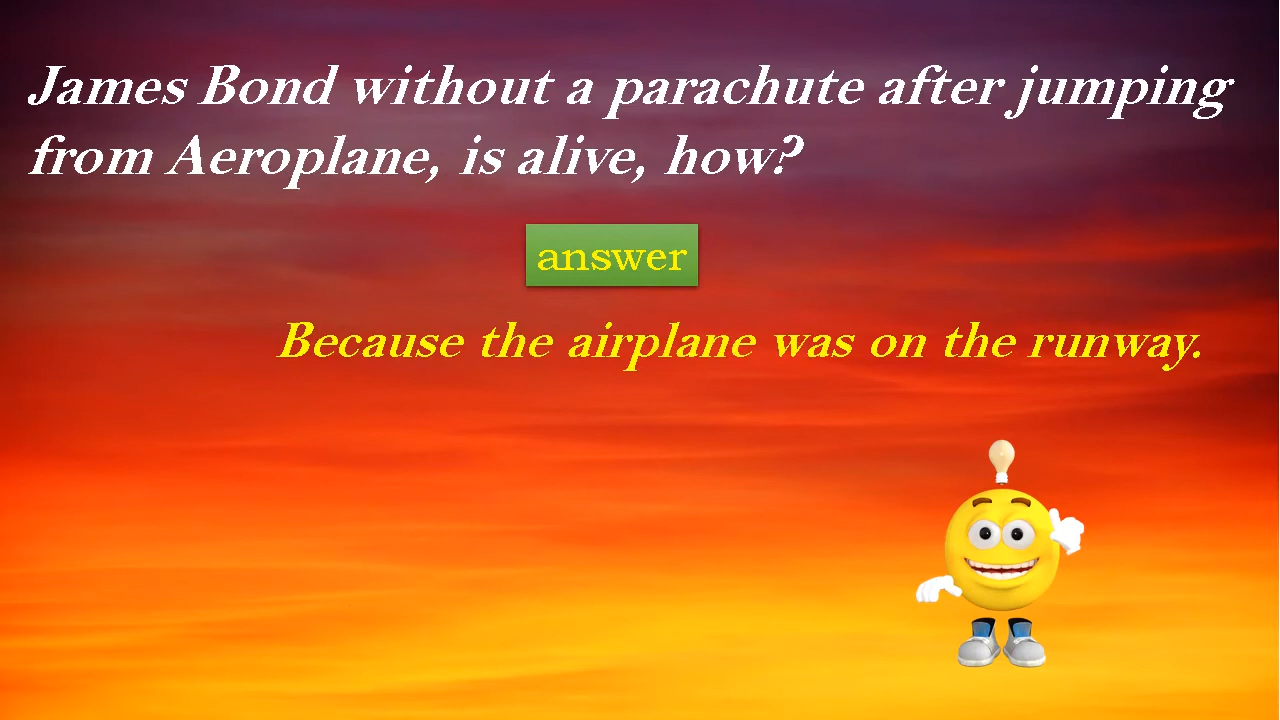 James Bond without a parachute after jumping
from Aeroplane, is alive, how?
answer
Because the airplane was on the runway.